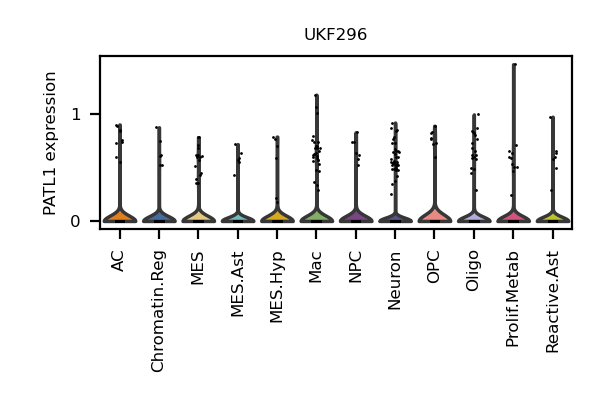 UKF296
PATL1 expression
1
0
AC
Chromatin.Reg
MES
MES.Ast
MES.Hyp
Mac
NPC
Neuron
OPC
Oligo
Prolif.Metab
Reactive.Ast